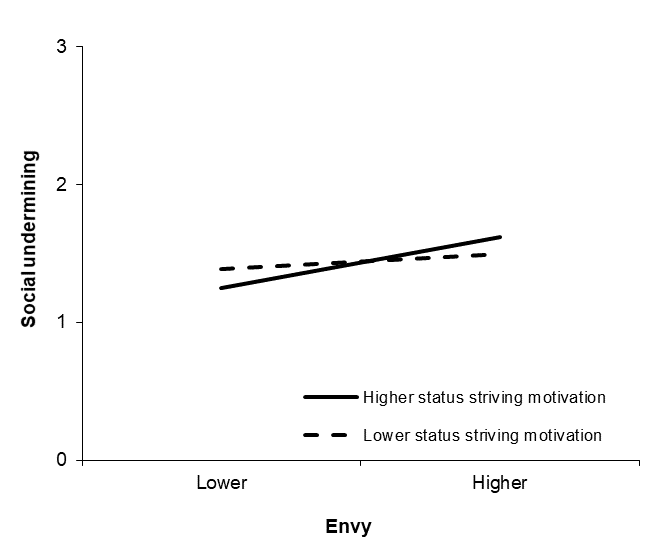 3
2
1
0
Social undermining
Higher status striving motivation
Lower status striving motivation
Lower
Higher
Envy